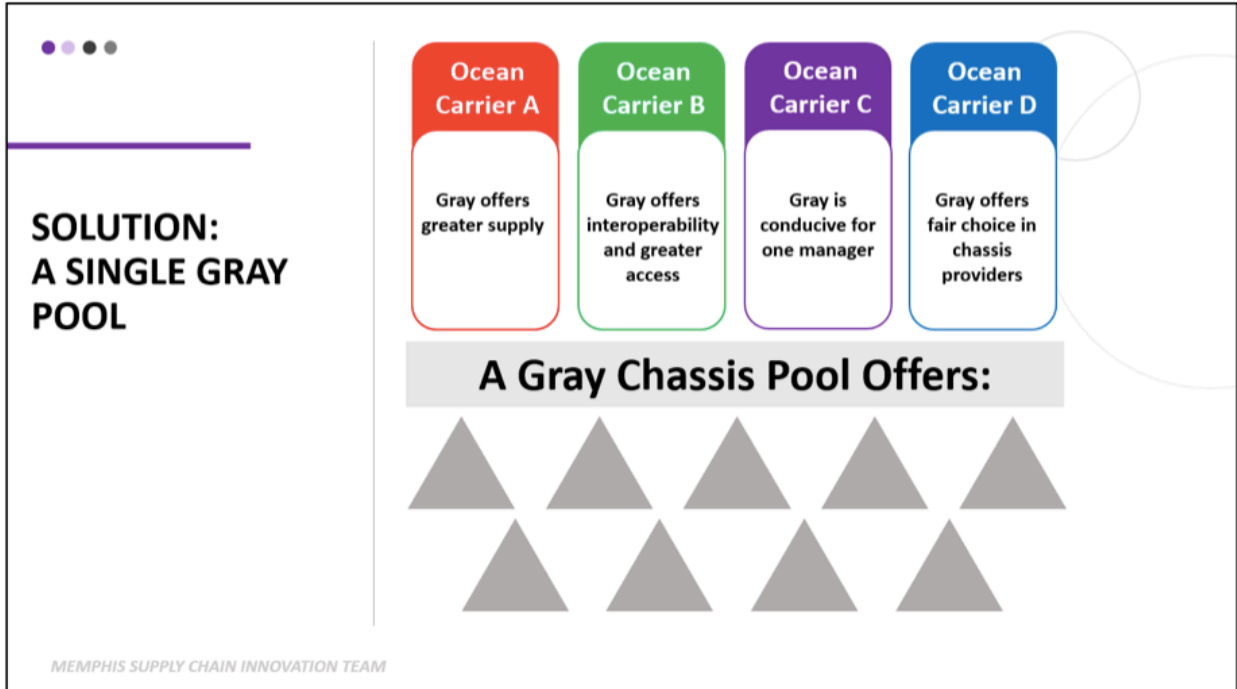 SOLUTION:
A SINGLE GRAY
POOL
Ocean
Carrier A
Gray offers
greater supply
Ocean
Carrier B
Gray offers
interoperability
and greater
access
Ocean
Carrier C
Gray is
conducive for
one manager
Ocean
Carrier D
Gray offers
fair choice in
chassis
providers
A Gray Chassis Pool Offers:
MEMPHIS SUPPLY CHAIN INNOVATION TEAM